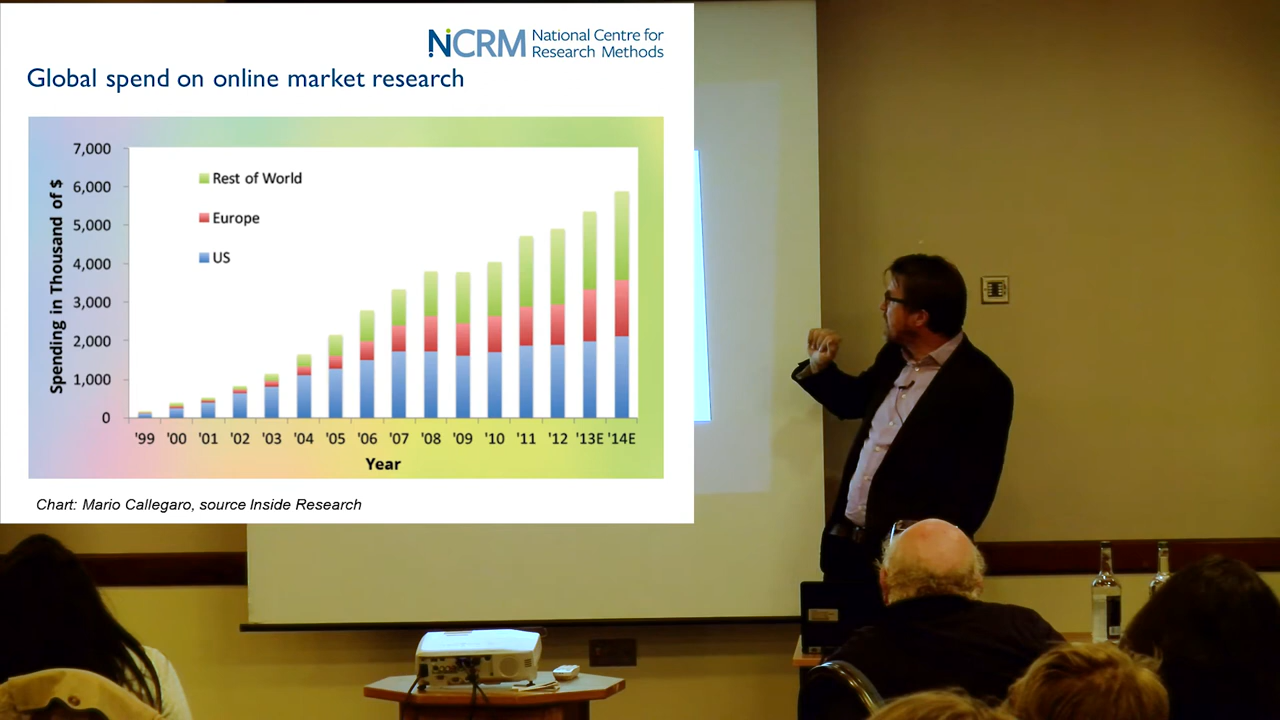 NCRM National Centre for
Research Methods
Global spend on online market research
7,000
6,000
5,000
4,000
3,000
2,000
1,000
0
Spending in Thousand of $
Rest of World
Europe
US
'99 '00 '01 '02 '03 '04 '05 '06 '07 '08 '09 '10 '11 '12 '13E '14E
Year
Chart: Mario Callegaro, source Inside Research